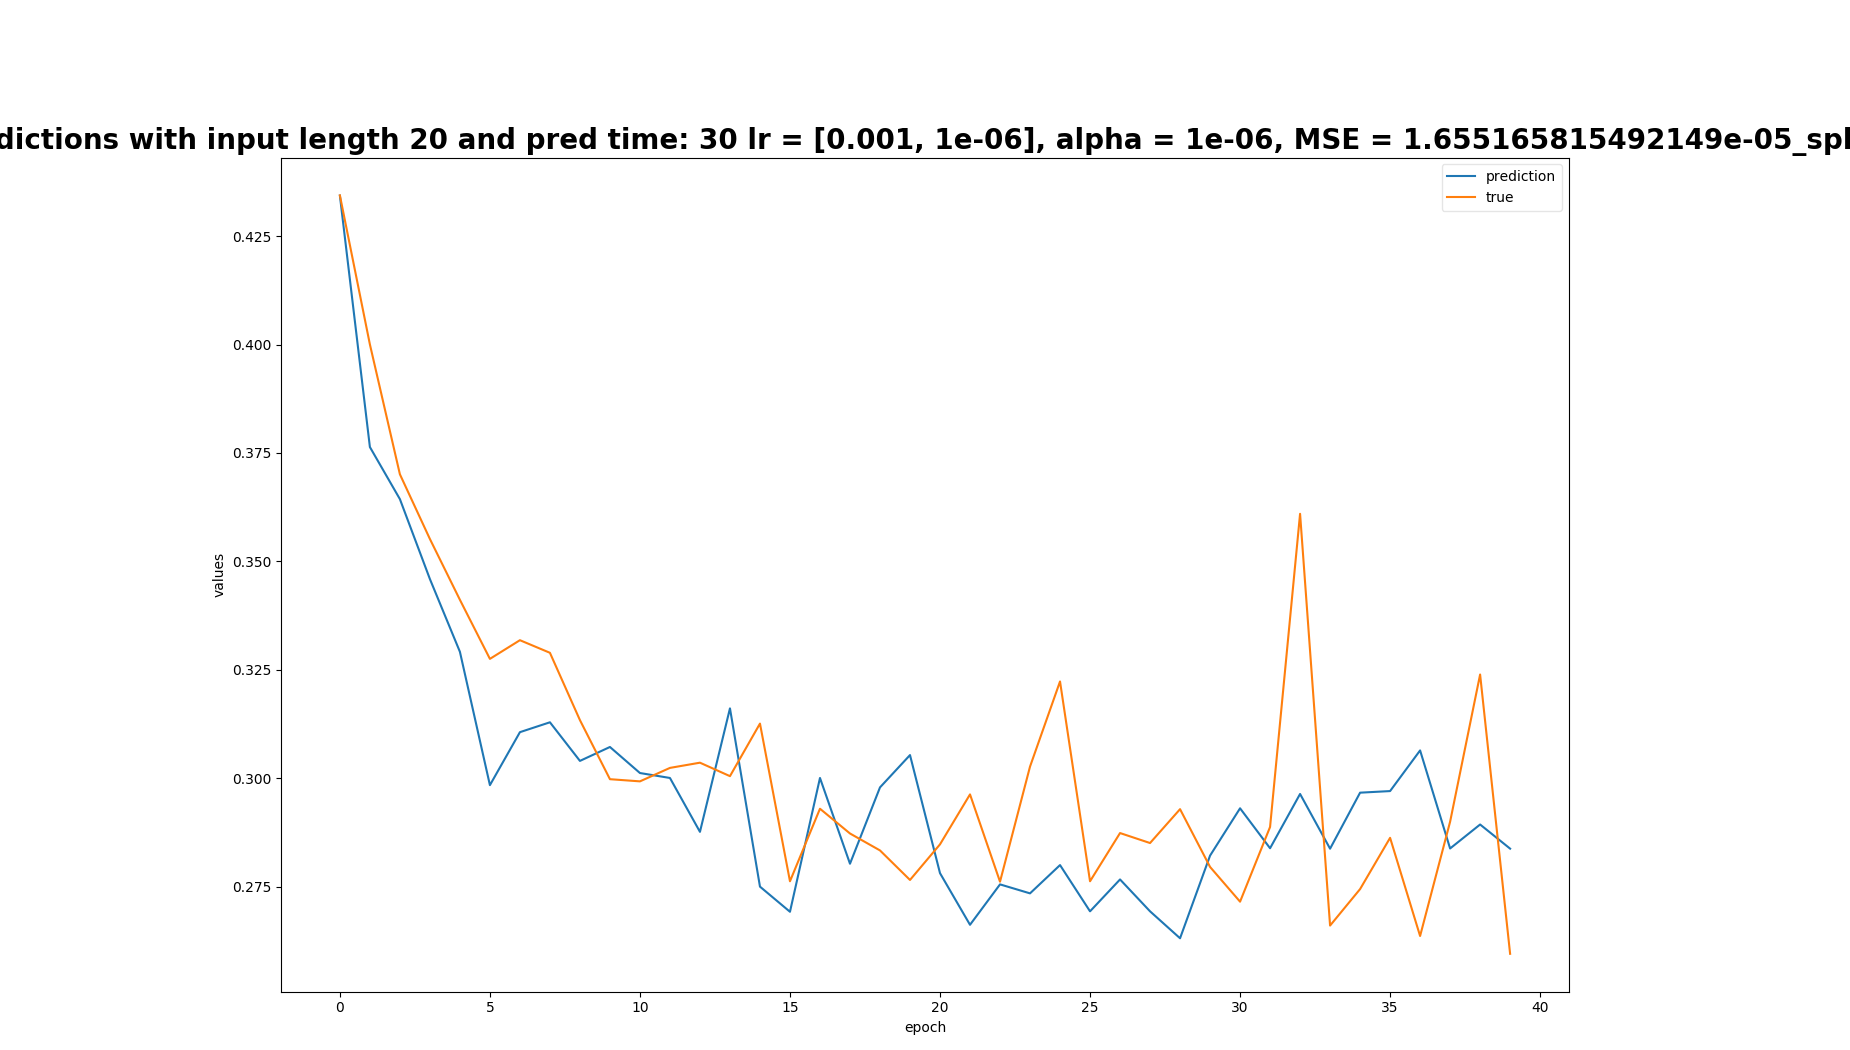 dictions with input length 20 and pred time: 30 lr = [0.001, 1e-06], alpha = 1e-06, MSE = 1.655165815492149e-05_spl
prediction
true
0.425
0.400
0.375
0.350
0.325
0.300
0.275
values
0 5 10 15 20 25 30 35 40
epoch